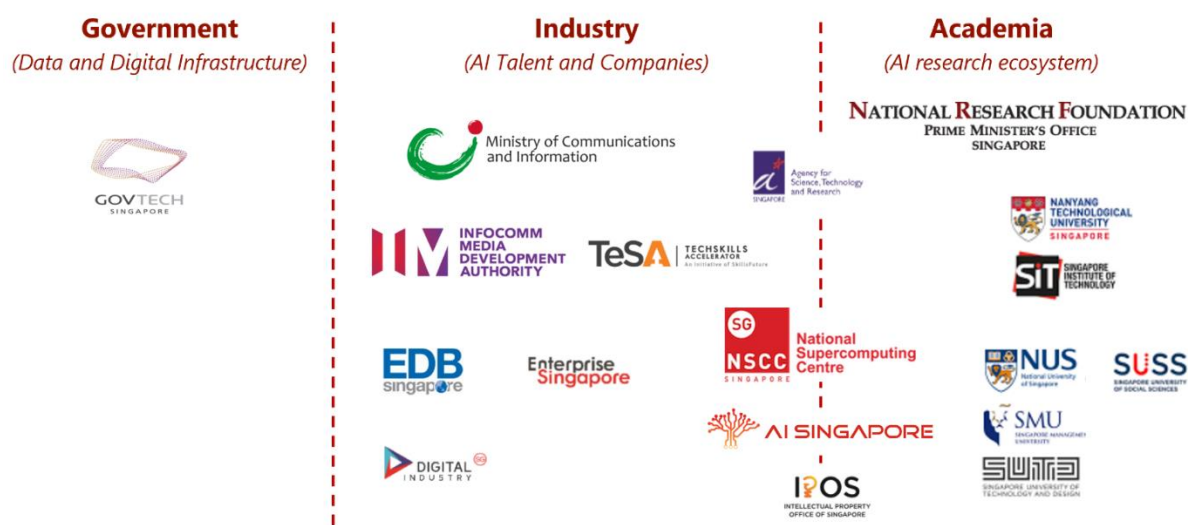 Government
(Data and Digital Infrastructure)
GOVTECH
SINGAPORE
Industry
(AI Talent and Companies)
Ministry of Communications
and Information
INFOCOMM
MEDIA
DEVELOPMENT
AUTHORITY
TeSA
TECHSKILLS
ACCELERATOR
An initiative of SkillsFuture
EDB
singapore
Enterprise
Singapore
DIGITAL
INDUSTRY
SG
Agency for
Science, Technology
and Research
SINGAPORE
SG
NSCC
SINGAPORE
National
Supercomputing
Centre
AI SINGAPORE
IPOS
INTELLECTUAL PROPERTY
OFFICE OF SINGAPORE
Academia
(AI research ecosystem)
NATIONAL RESEARCH FOUNDATION
PRIME MINISTER'S OFFICE
SINGAPORE
NANYANG
TECHNOLOGICAL
UNIVERSITY
SINGAPORE
SiT
SINGAPORE
INSTITUTE OF
TECHNOLOGY
NUS
National University
of Singapore
SUSS
SINGAPORE UNIVERSITY
OF SOCIAL SCIENCES
SMU
SINGAPORE MANAGEMENT
UNIVERSITY
SUTD
SINGAPORE UNIVERSITY OF
TECHNOLOGY AND DESIGN